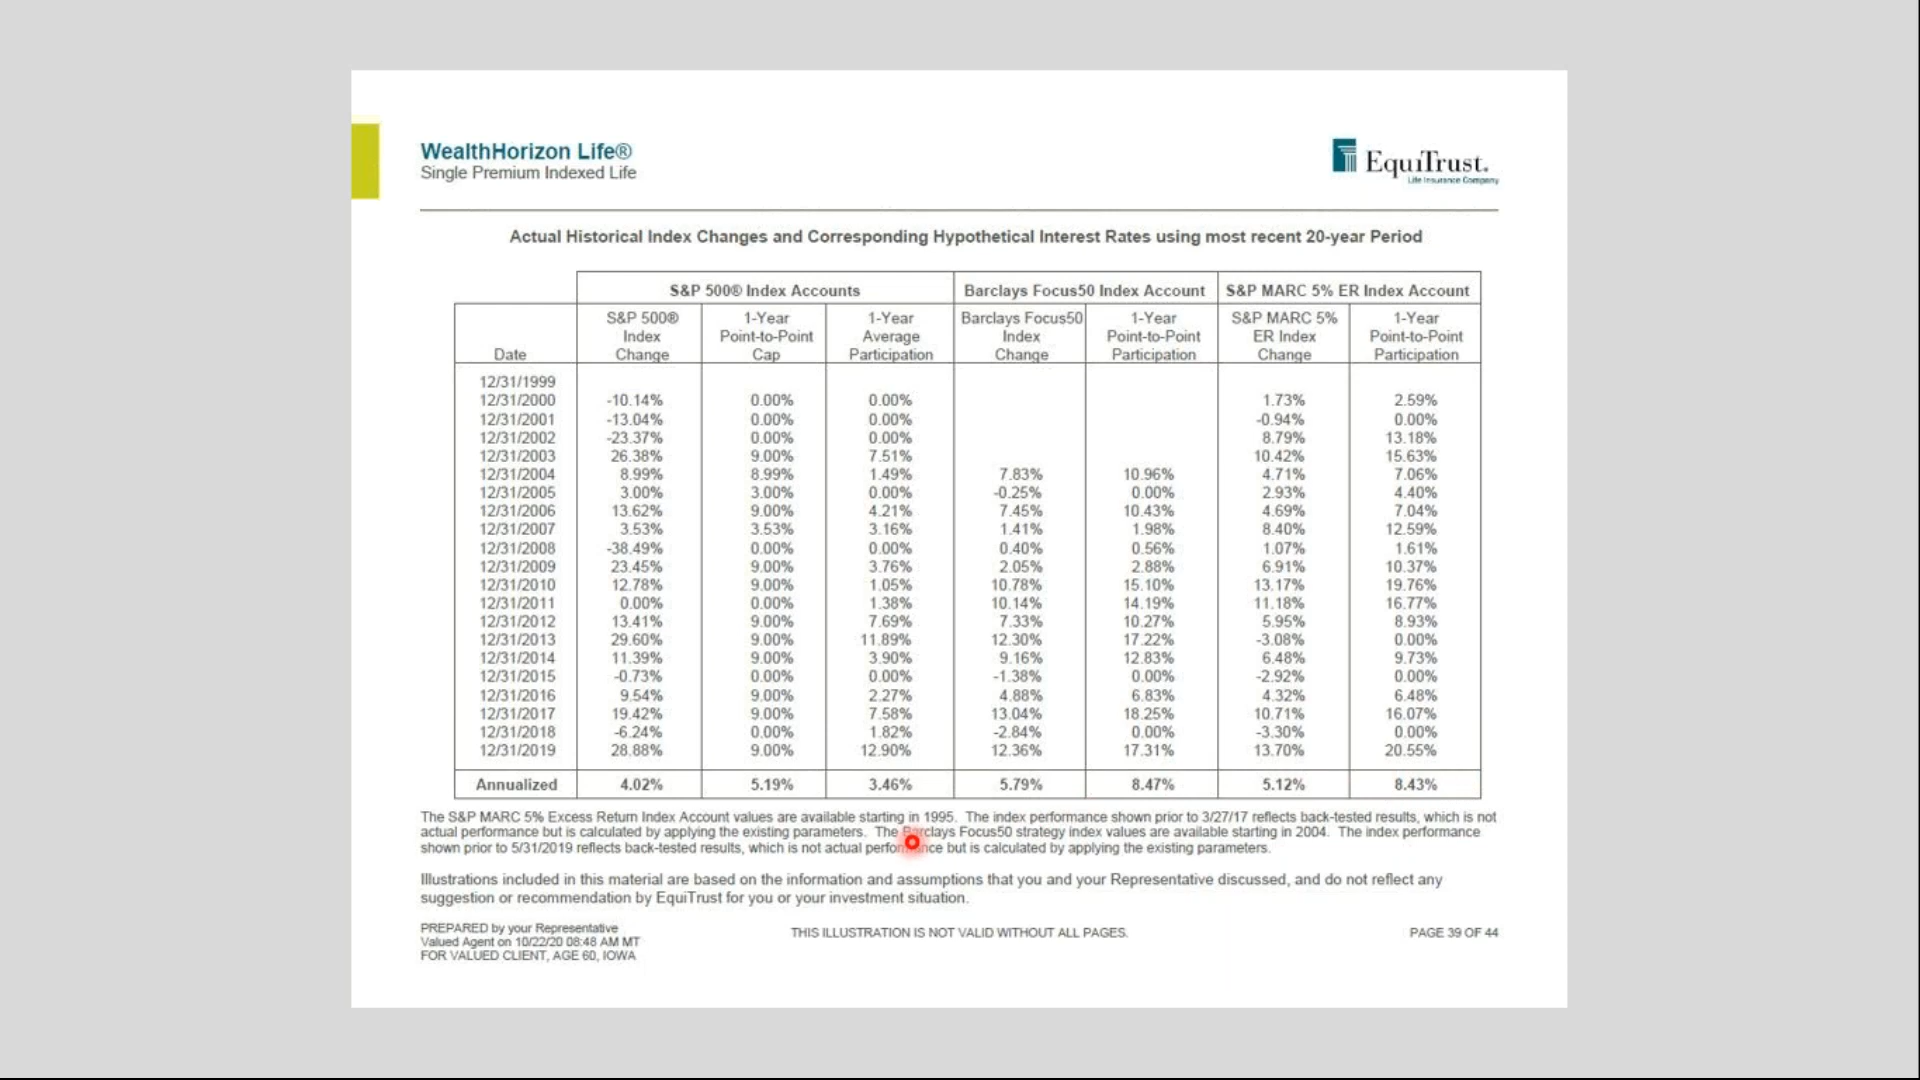 WealthHorizon Life®
Single Premium Indexed Life
EquiTrust.
Life Insurance Company
Actual Historical Index Changes and Corresponding Hypothetical Interest Rates using most recent 20-year Period
S&P 500® Index Accounts Barclays Focus50 Index Account S&P MARC 5% ER Index Account
S&P 500® 1-Year 1-Year Barclays Focus50 1-Year S&P MARC 5% 1-Year
Index Point-to-Point Average Index Point-to-Point ER Index Point-to-Point
Date Change Cap Participation Change Participation Change Participation
12/31/1999
12/31/2000 -10.14% 0.00% 0.00% 1.73% 2.59%
12/31/2001 -13.04% 0.00% 0.00% -0.94% 0.00%
12/31/2002 -23.37% 0.00% 0.00% 8.79% 13.18%
12/31/2003 26.38% 9.00% 7.51% 10.42% 15.63%
12/31/2004 8.99% 8.99% 1.49% 7.83% 10.96% 4.71% 7.06%
12/31/2005 3.00% 3.00% 0.00% -0.25% 0.00% 2.93% 4.40%
12/31/2006 13.62% 9.00% 4.21% 7.45% 10.43% 4.69% 7.04%
12/31/2007 3.53% 3.53% 3.16% 1.41% 1.98% 8.40% 12.59%
12/31/2008 -38.49% 0.00% 0.00% 0.40% 0.56% 1.07% 1.61%
12/31/2009 23.45% 9.00% 3.76% 2.05% 2.88% 6.91% 10.37%
12/31/2010 12.78% 9.00% 1.05% 10.78% 15.10% 13.17% 19.76%
12/31/2011 0.00% 0.00% 1.38% 10.14% 14.19% 11.18% 16.77%
12/31/2012 13.41% 9.00% 7.69% 7.33% 10.27% 5.95% 8.93%
12/31/2013 29.60% 9.00% 11.89% 12.30% 17.22% -3.08% 0.00%
12/31/2014 11.39% 9.00% 3.90% 9.16% 12.83% 6.48% 9.73%
12/31/2015 -0.73% 0.00% 0.00% -1.38% 0.00% -2.92% 0.00%
12/31/2016 9.54% 9.00% 2.27% 4.88% 6.83% 4.32% 6.48%
12/31/2017 19.42% 9.00% 7.58% 13.04% 18.25% 10.71% 16.07%
12/31/2018 -6.24% 0.00% 1.82% -2.84% 0.00% -3.30% 0.00%
12/31/2019 28.88% 9.00% 12.90% 12.36% 17.31% 13.70% 20.55%
Annualized 4.02% 5.19% 3.46% 5.79% 8.47% 5.12% 8.43%
The S&P MARC 5% Excess Return Index Account values are available starting in 1995. The index performance shown prior to 3/27/17 reflects back-tested results, which is not
actual performance but is calculated by applying the existing parameters. The Barclays Focus50 strategy index values are available starting in 2004. The index performance
shown prior to 5/31/2019 reflects back-tested results, which is not actual performance but is calculated by applying the existing parameters.
Illustrations included in this material are based on the information and assumptions that you and your Representative discussed, and do not reflect any
suggestion or recommendation by EquiTrust for you or your investment situation.
PREPARED by your Representative
Valued Agent on 10/22/20 08:48 AM MT
FOR VALUED CLIENT, AGE 60, IOWA
THIS ILLUSTRATION IS NOT VALID WITHOUT ALL PAGES.
PAGE 39 OF 44